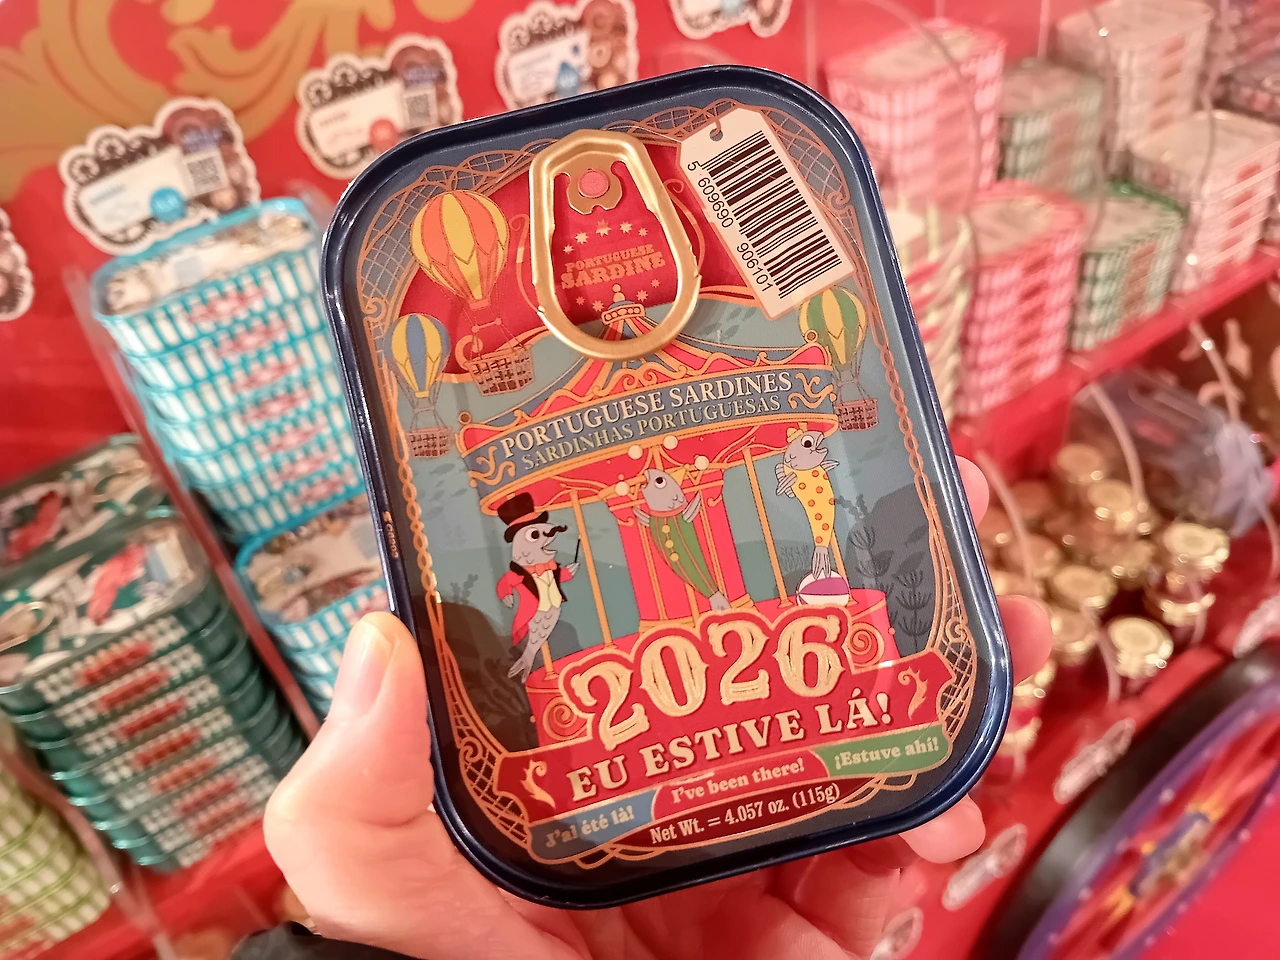 PORTUGUESE
SARDINE
5 609690 906101
PORTUGUESE SARDINES
SARDINHAS PORTUGUESAS
2026
EU ESTIVE LÁ!
J'ai été là!
I've been there!
¡Estuve ahí!
Net Wt. = 4.057 oz. (115g)